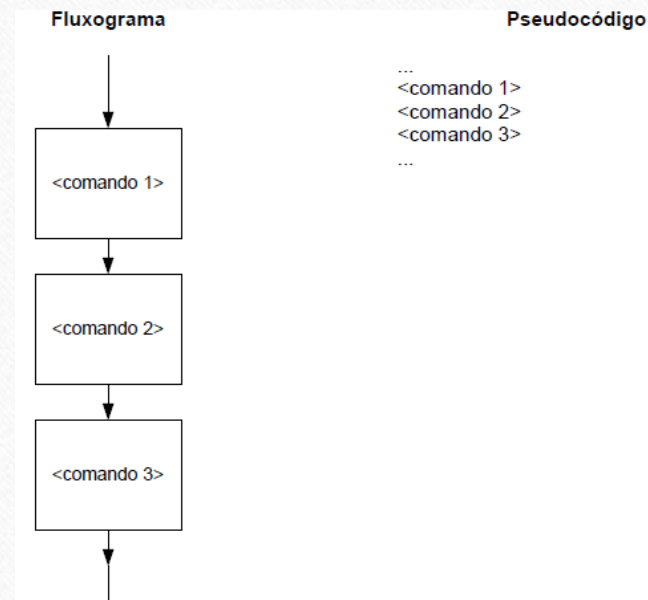 Fluxograma
<comando 1>
<comando 2>
<comando 3>
Pseudocódigo
...
<comando 1>
<comando 2>
<comando 3>
...